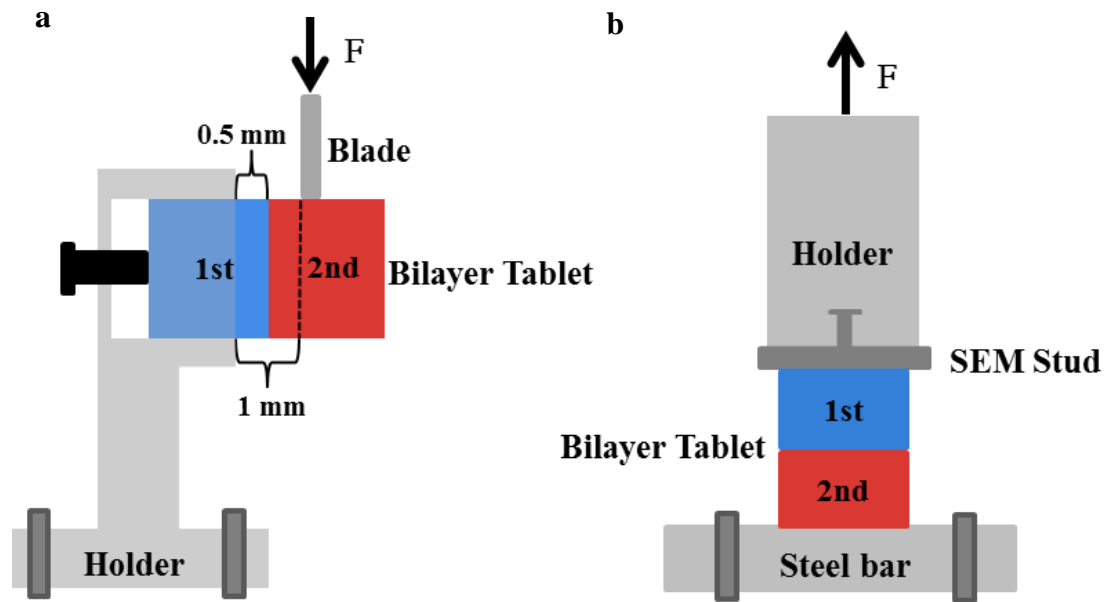 a
F
0.5 mm
Blade
1st
2nd
Bilayer Tablet
1 mm
Holder
b
F
Holder
SEM Stud
1st
Bilayer Tablet
2nd
Steel bar